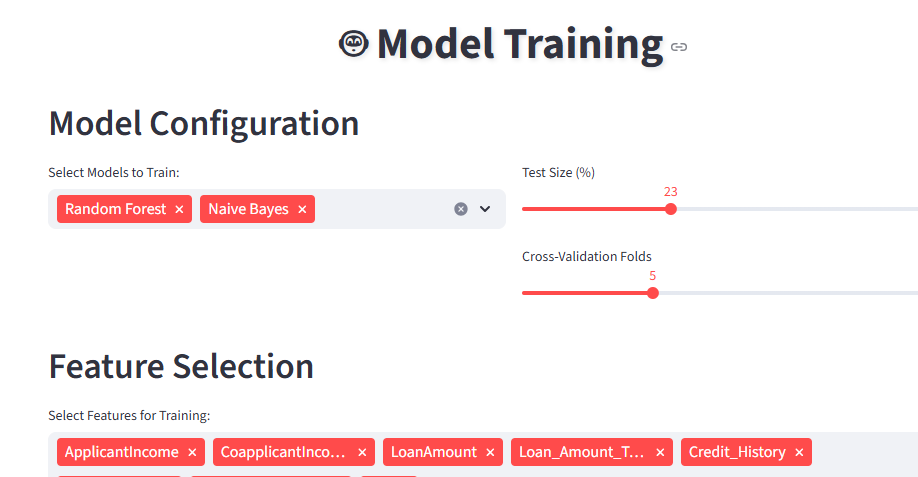 Model Training
Model Configuration
Select Models to Train:
Random Forest × Naive Bayes ×
Test Size (%)
23
Cross-Validation Folds
5
Feature Selection
Select Features for Training:
ApplicantIncome × CoapplicantInco... × LoanAmount × Loan_Amount_T... × Credit_History ×